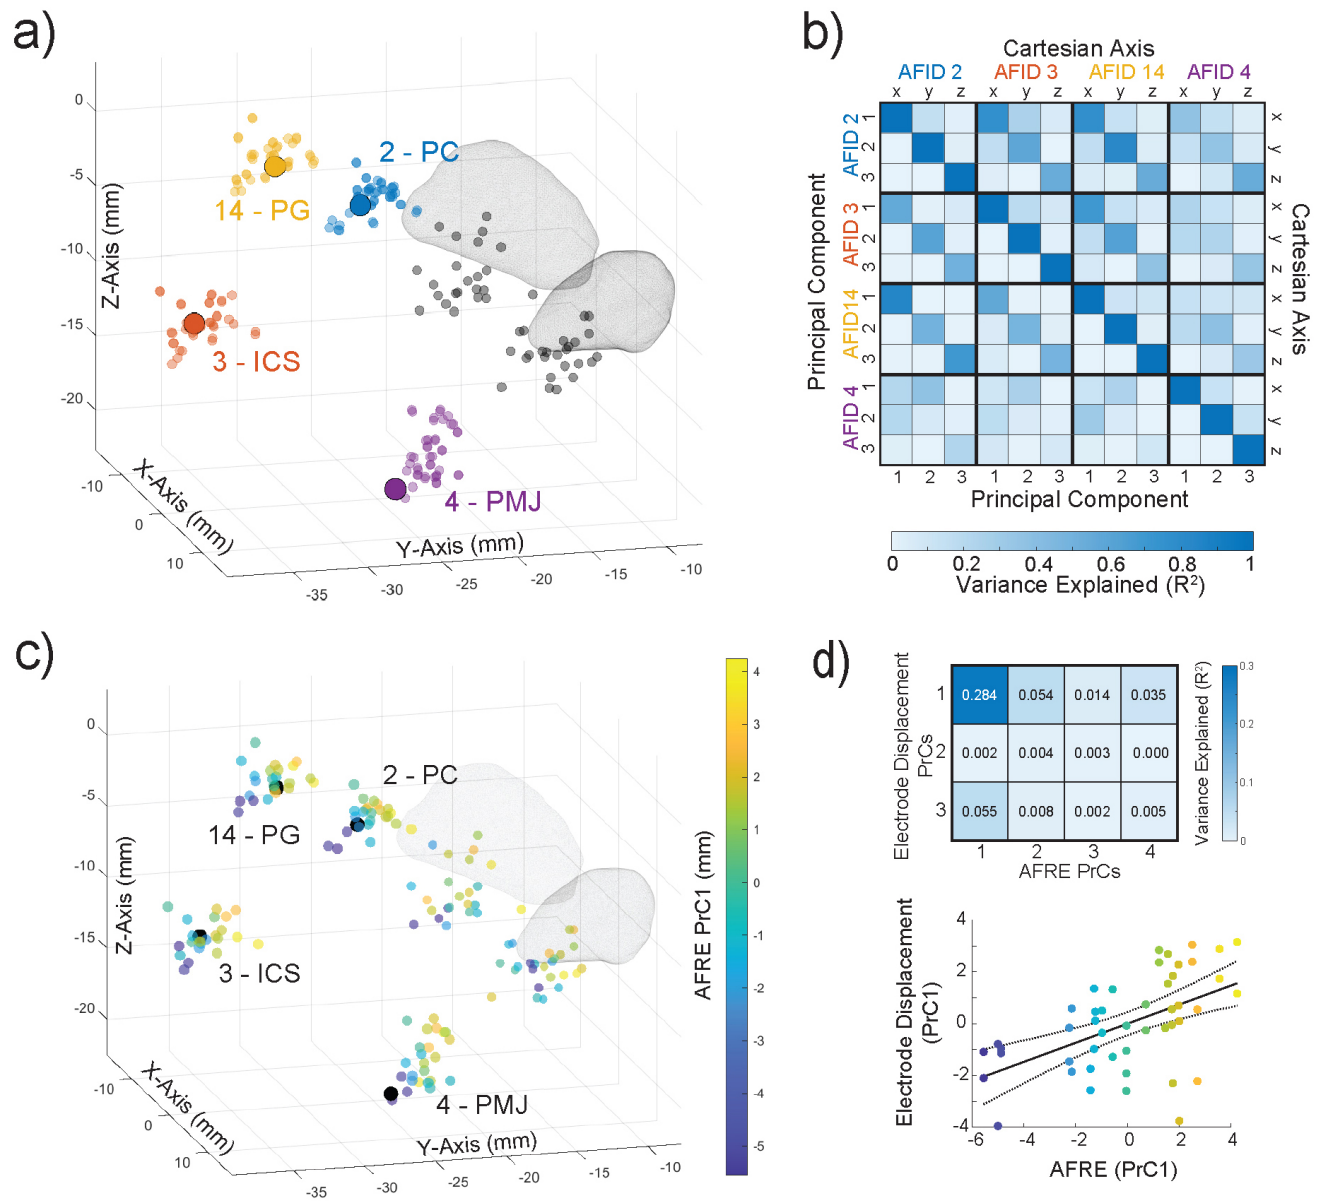 a)
0
-5
-10
-15
-20
Z-Axis (mm)
-10
0
10
X-Axis (mm)
-35
-30
-25
-20
-15
-10
Y-Axis (mm)
14 - PG
2 - PC
3 - ICS
4 - PMJ
b)
Cartesian Axis
AFID 2 AFID 3 AFID 14 AFID 4
x y z x y z x y z x y z
Principal Component
AFID 2
1 2 3
AFID 3
1 2 3
AFID14
1 2 3
AFID 4
1 2 3
x y z x y z x y z x y z
Cartesian Axis
1 2 3 1 2 3 1 2 3 1 2 3
Principal Component
0 0.2 0.4 0.6 0.8 1
Variance Explained (R²)
c)
0
-5
-10
-15
-20
Z-Axis (mm)
-10
0
10
X-Axis (mm)
-35
-30
-25
-20
-15
-10
Y-Axis (mm)
14 - PG
2 - PC
3 - ICS
4 - PMJ
AFRE PrC1 (mm)
4
3
2
1
0
-1
-2
-3
-4
-5
d)
Electrode Displacement
PrCs
1 0.284 0.054 0.014 0.035
2 0.002 0.004 0.003 0.000
3 0.055 0.008 0.002 0.005
1 2 3 4
AFRE PrCs
Variance Explained (R²)
0.3
0.2
0.1
0
Electrode Displacement
(PrC1)
4
2
0
-2
-4
-6 -4 -2 0 2 4
AFRE (PrC1)